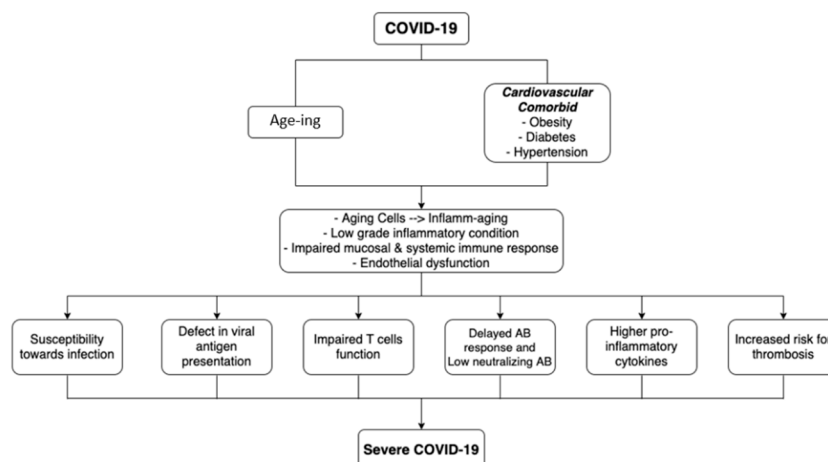 COVID-19
Age-ing
Cardiovascular
Comorbid
- Obesity
- Diabetes
- Hypertension
- Aging Cells --> Inflamm-aging
- Low grade inflammatory condition
- Impaired mucosal & systemic immune response
- Endothelial dysfunction
Susceptibility
towards infection
Defect in viral
antigen
presentation
Impaired T cells
function
Delayed AB
response and
Low neutralizing AB
Higher pro-
inflammatory
cytokines
Increased risk for
thrombosis
Severe COVID-19